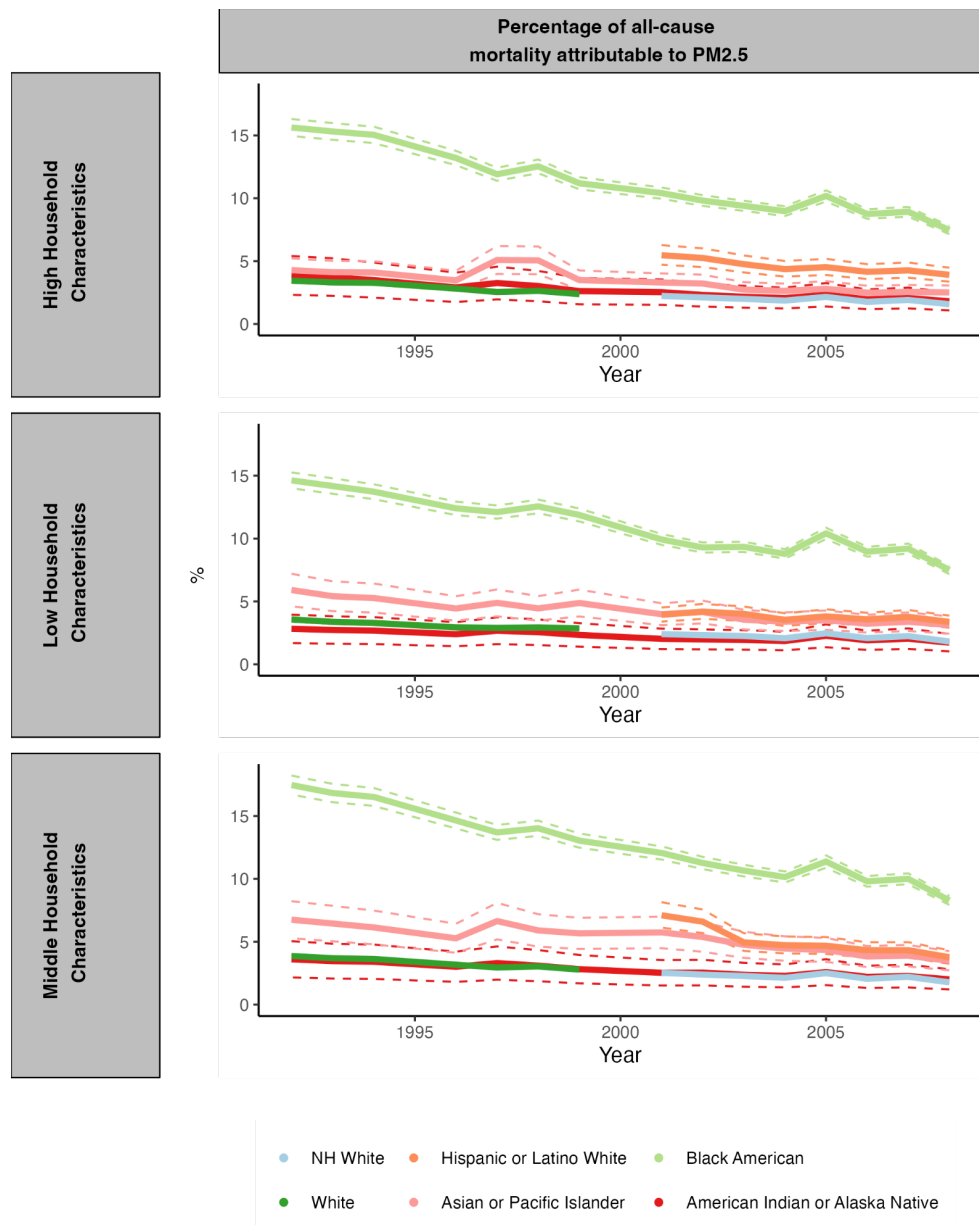 Percentage of all-cause
mortality attributable to PM2.5
High Household
Characteristics
15
10
5
0
1995
2000
2005
Year
Low Household
Characteristics
%
15
10
5
0
1995
2000
2005
Year
Middle Household
Characteristics
15
10
5
0
1995
2000
2005
Year
NH White
Hispanic or Latino White
Black American
White
Asian or Pacific Islander
American Indian or Alaska Native